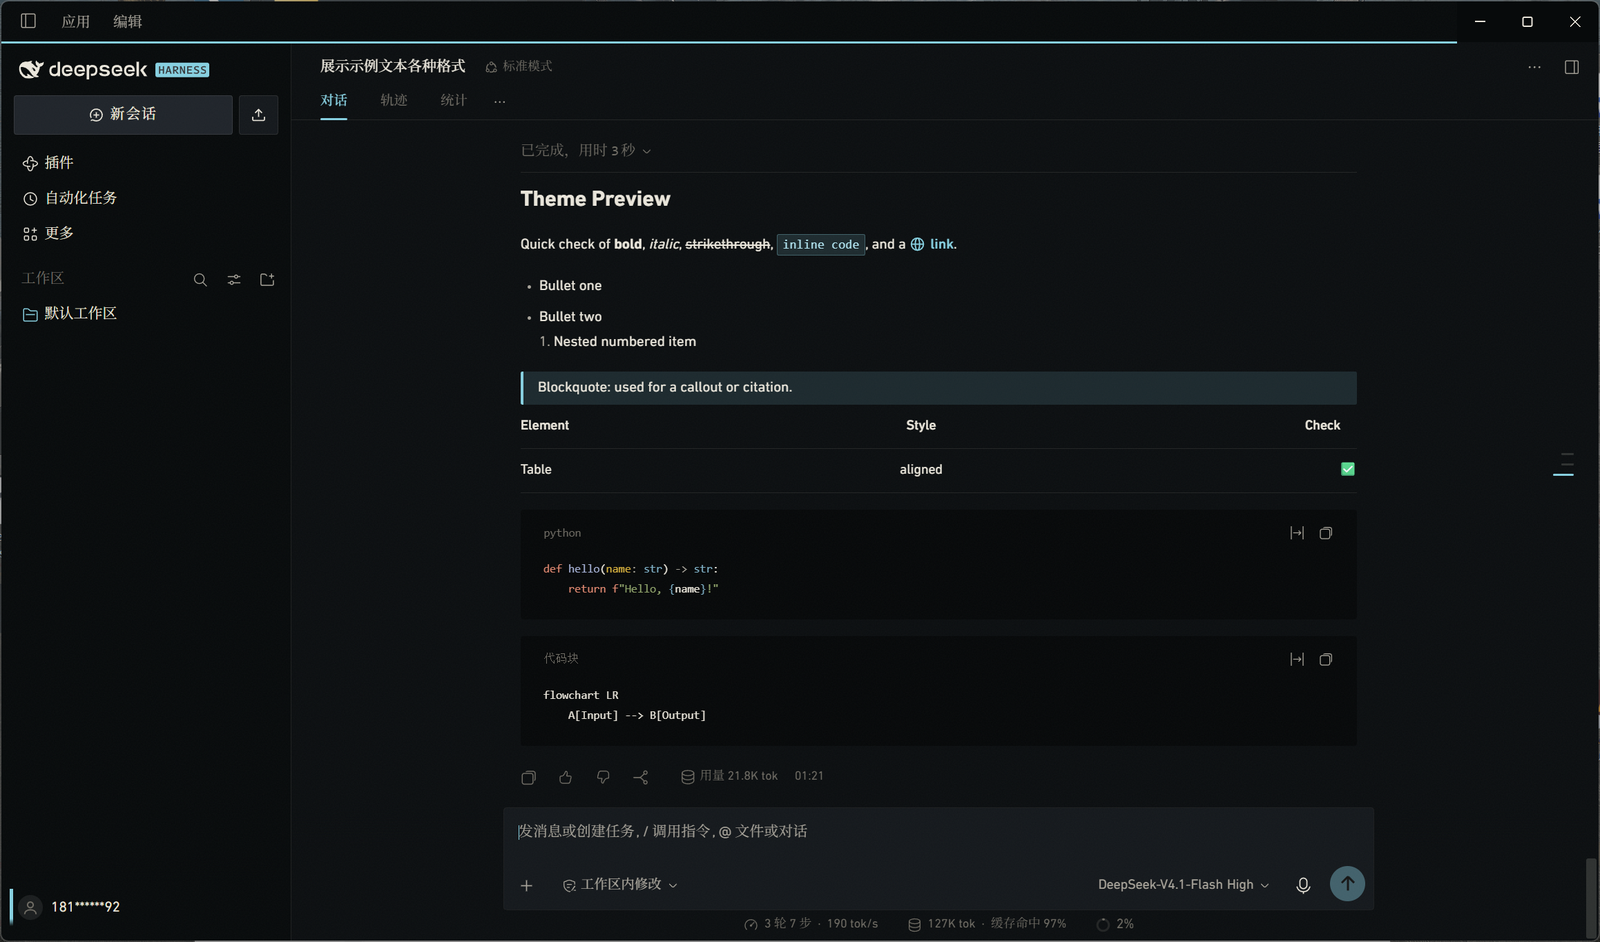 应用 编辑
deepseek HARNESS
新会话
插件
自动化任务
更多
工作区
默认工作区
181******92
展示示例文本各种格式 标准模式
对话 轨迹 统计 ...
已完成，用时 3 秒
Theme Preview
Quick check of bold, italic, strikethrough, inline code, and a link.
• Bullet one
• Bullet two
1. Nested numbered item
Blockquote: used for a callout or citation.
Element Style Check
Table aligned ✅
python
def hello(name: str) -> str:
    return f"Hello, {name}!"
代码块
flowchart LR
    A[Input] --> B[Output]
用量 21.8K tok 01:21
发消息或创建任务, / 调用指令, @ 文件或对话
工作区内修改 DeepSeek-V4.1-Flash High
3 轮 7 步 · 190 tok/s 127K tok · 缓存命中 97% 2%